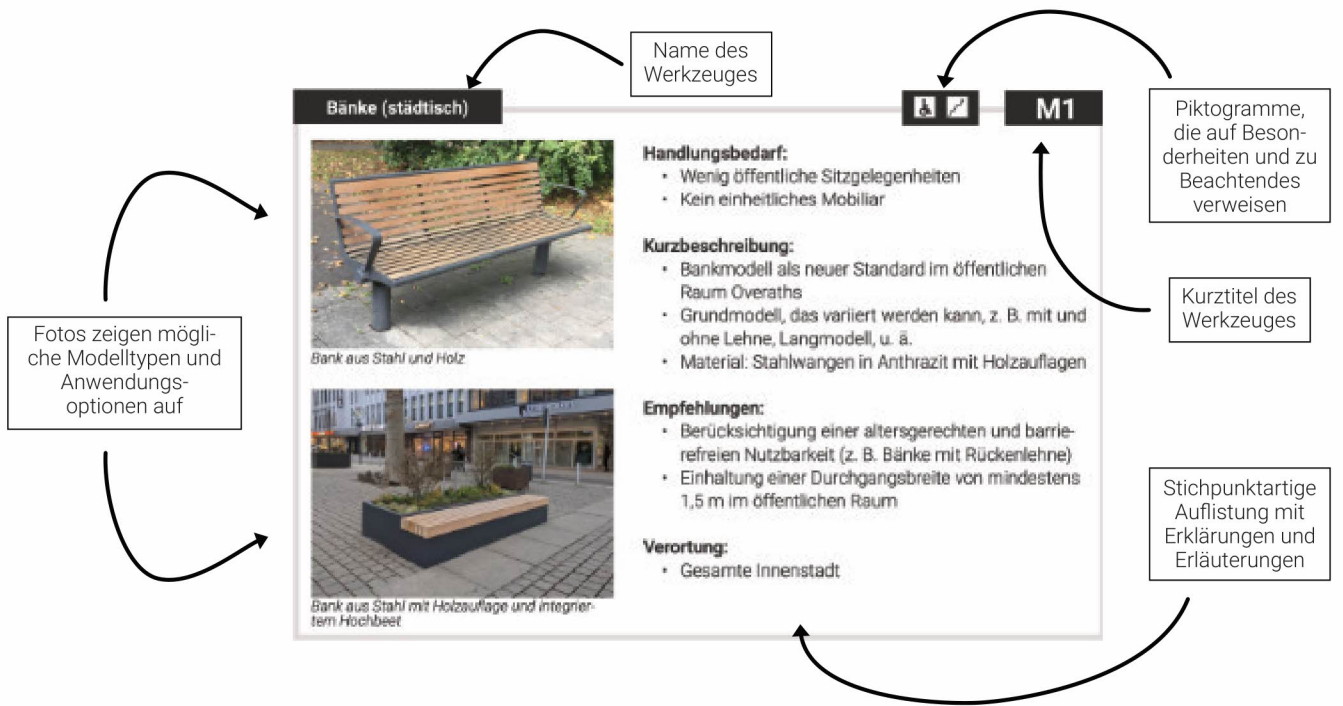 Name des
Werkzeuges
Bänke (städtisch)
M1
Piktogramme,
die auf Beson-
derheiten und zu
Beachtendes
verweisen
Handlungsbedarf:
• Wenig öffentliche Sitzgelegenheiten
• Kein einheitliches Mobiliar
Kurzbeschreibung:
• Bankmodell als neuer Standard im öffentlichen
Raum Overaths
• Grundmodell, das variiert werden kann, z. B. mit und
ohne Lehne, Langmodell, u. ä.
• Material: Stahlwangen in Anthrazit mit Holzauflagen
Kurztitel des
Werkzeuges
Fotos zeigen mögli-
che Modelltypen und
Anwendungs-
optionen auf
Bank aus Stahl und Holz
Empfehlungen:
• Berücksichtigung einer altersgerechten und barrie-
refreien Nutzbarkeit (z. B. Bänke mit Rückenlehne)
• Einhaltung einer Durchgangsbreite von mindestens
1,5 m im öffentlichen Raum
Verortung:
• Gesamte Innenstadt
Bank aus Stahl mit Holzauflage und integrier-
tem Hochbeet
Stichpunktartige
Auflistung mit
Erklärungen und
Erläuterungen